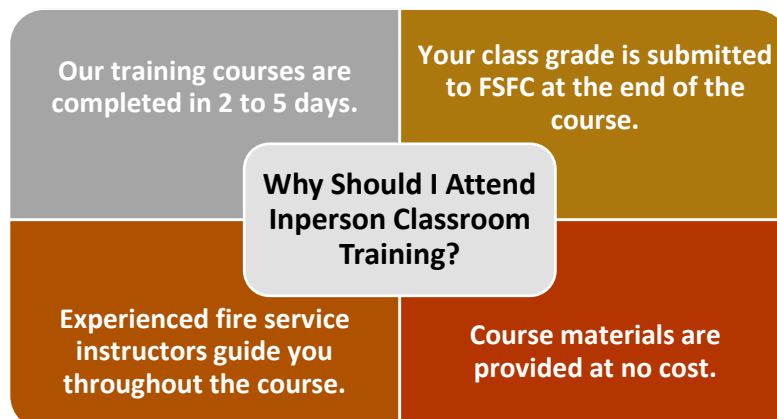 Our training courses are
completed in 2 to 5 days.
Your class grade is submitted
to FSFC at the end of the
course.
Why Should I Attend
Inperson Classroom
Training?
Experienced fire service
instructors guide you
throughout the course.
Course materials are
provided at no cost.